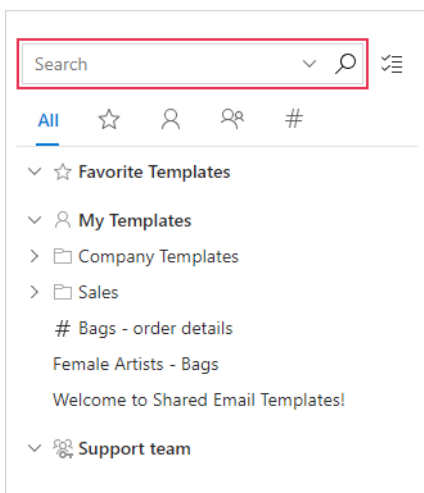 Search
All #
Favorite Templates
My Templates
Company Templates
Sales
# Bags - order details
Female Artists - Bags
Welcome to Shared Email Templates!
Support team